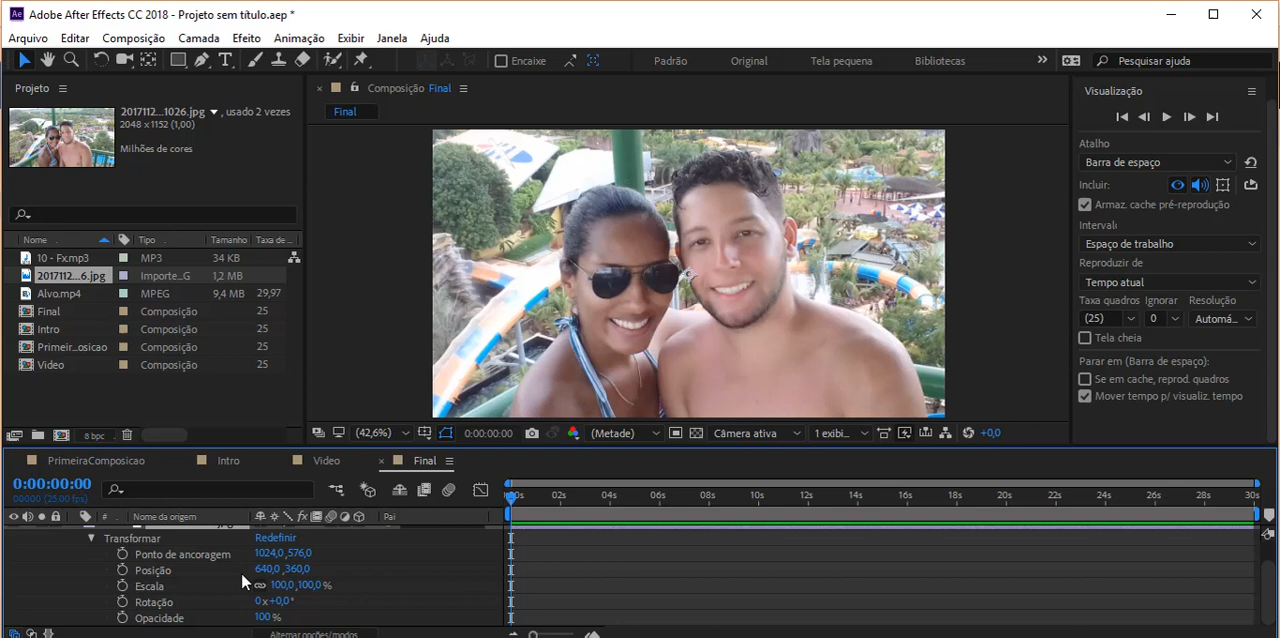 Adobe After Effects CC 2018 - Projeto sem título.aep *
Arquivo Editar Composição Camada Efeito Animação Exibir Janela Ajuda
Encaixe Padrão Original Tela pequena Bibliotecas Pesquisar ajuda
Projeto
2017112...1026.jpg , usado 2 vezes
2048 x 1152 (1,00)
Milhões de cores
Nome Tipo Tamanho Taxa de ...
10 - Fx.mp3 MP3 34 KB
2017112...6.jpg Importe...G 1,2 MB
Alvo.mp4 MPEG 9,4 MB 29,97
Final Composição 25
Intro Composição 25
Primeir...osicao Composição 25
Video Composição 25
8 bpc
Composição Final
Final
(42,6%) 0:00:00:00 (Metade) Câmera ativa 1 exibi... +0,0
Visualização
Atalho
Barra de espaço
Incluir:
Armaz. cache pré-reprodução
Intervalo
Espaço de trabalho
Reproduzir de
Tempo atual
Taxa quadros Ignorar Resolução
(25) 0 Automá...
Tela cheia
Parar em (Barra de espaço):
Se em cache, reprod. quadros
Mover tempo p/ visualiz. tempo
PrimeiraComposicao Intro Video Final
0:00:00:00
00000 (25.00 fps)
# Nome da origem Pai
02s 04s 06s 08s 10s 12s 14s 16s 18s 20s 22s 24s 26s 28s 30s
Transformar Redefinir
Ponto de ancoragem 1024,0 ,576,0
Posição 640,0 ,360,0
Escala 100,0 ,100,0 %
Rotação 0 x +0,0 °
Opacidade 100 %
Alternar opções/modos